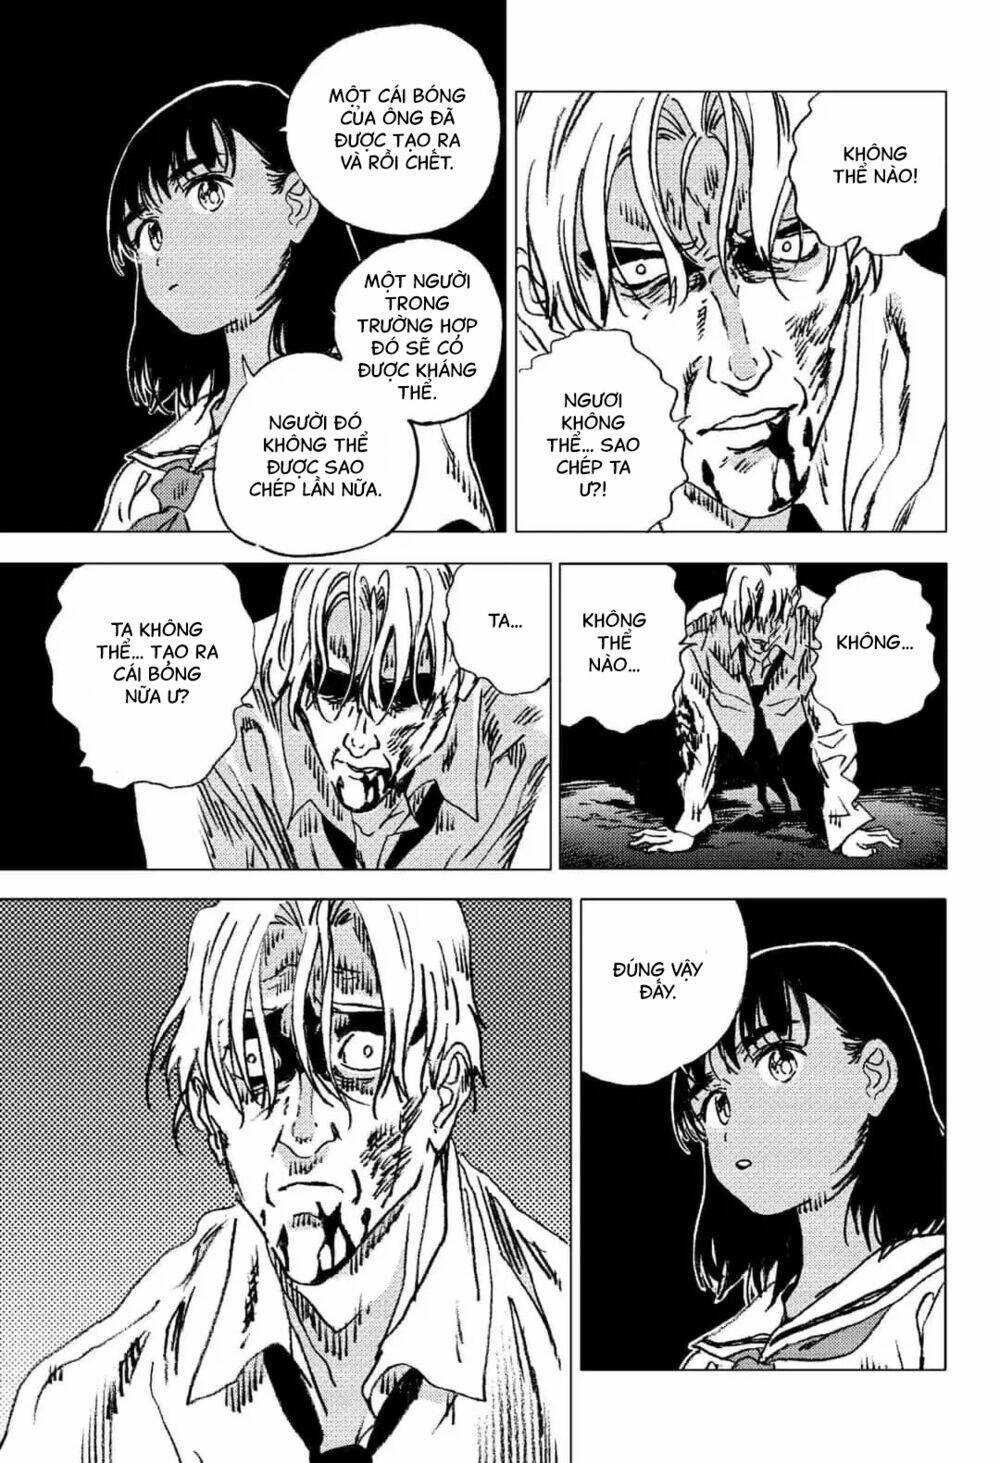 KHÔNG
THỂ NÀO!
NGƯƠI
KHÔNG
THỂ... SAO
CHÉP TA
Ư?!
MỘT CÁI BÓNG
CỦA ÔNG ĐÃ
ĐƯỢC TẠO RA
VÀ RỒI CHẾT.
MỘT NGƯỜI
TRONG
TRƯỜNG HỢP
ĐÓ SẼ CÓ
ĐƯỢC KHÁNG
THỂ.
NGƯỜI ĐÓ
KHÔNG THỂ
ĐƯỢC SAO
CHÉP LẦN NỮA.
KHÔNG...
KHÔNG
THỂ
NÀO...
TA...
TA KHÔNG
THỂ... TẠO RA
CÁI BÓNG
NỮA Ư?
ĐÚNG VẬY
ĐẤY.